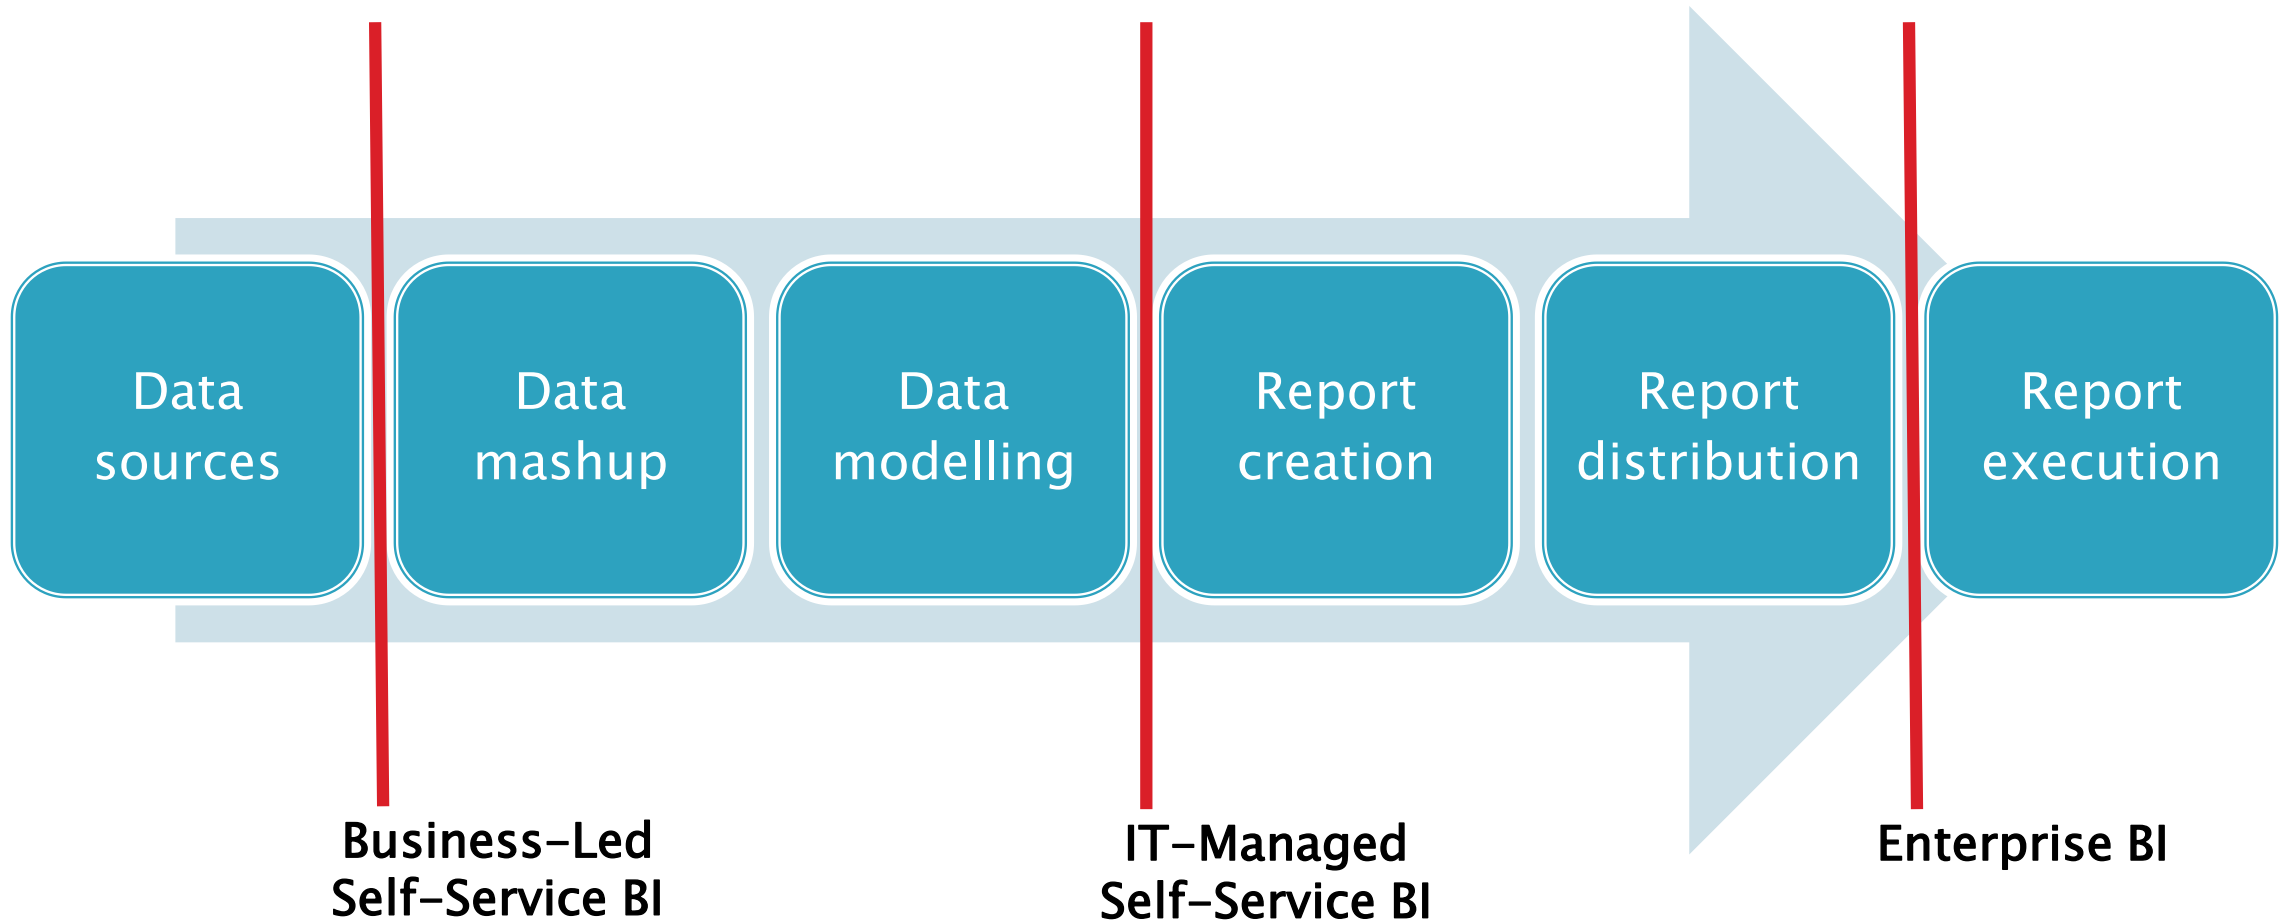 Data
sources
Data
mashup
Data
modelling
Report
creation
Report
distribution
Report
execution
Business-Led
Self-Service BI
IT-Managed
Self-Service BI
Enterprise BI